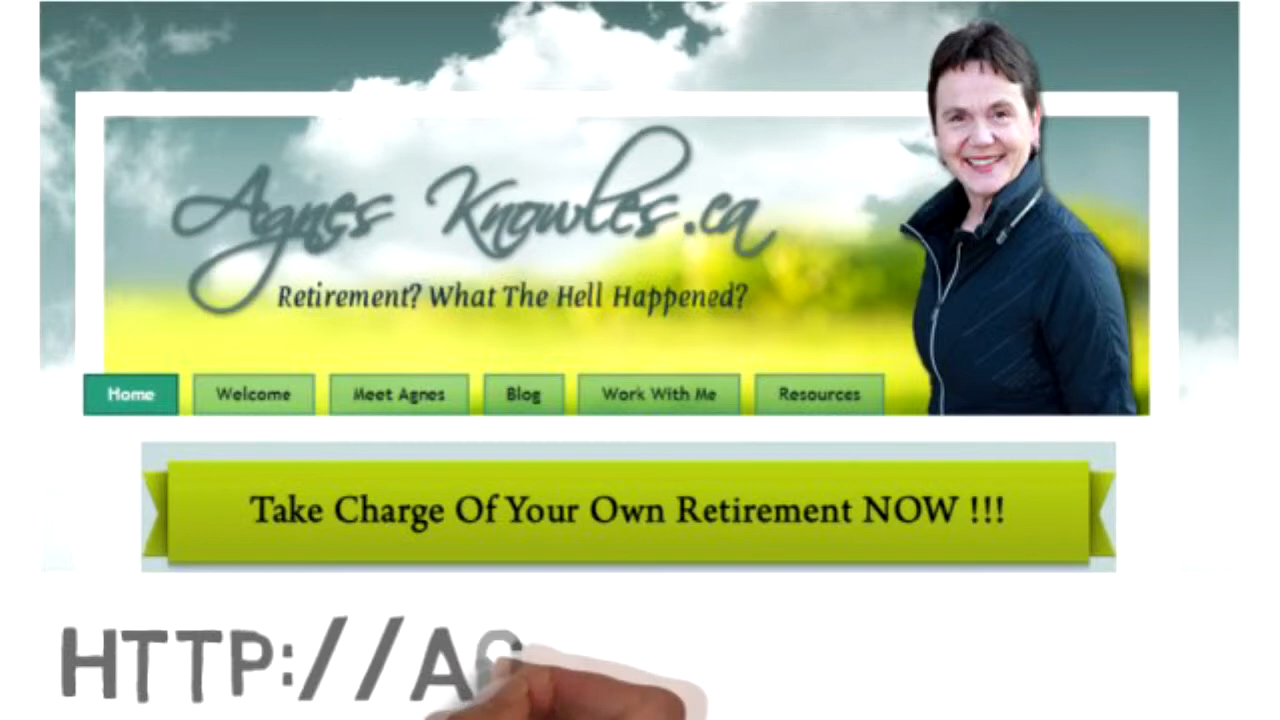 Agnes Knowles.ca
Retirement? What The Hell Happened?
Home Welcome Meet Agnes Blog Work With Me Resources
Take Charge Of Your Own Retirement NOW !!!
HTTP://AG